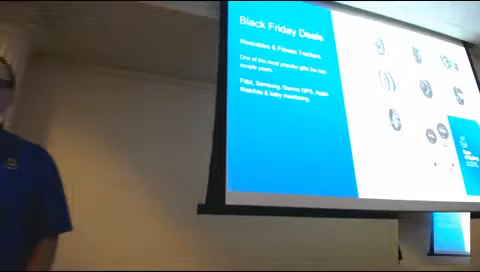 Black Friday Deals
Wearables & Fitness Trackers
One of the most popular gifts the last
couple years.
Fitbit, Samsung, Garmin GPS, Apple
Watches & baby monitoring.